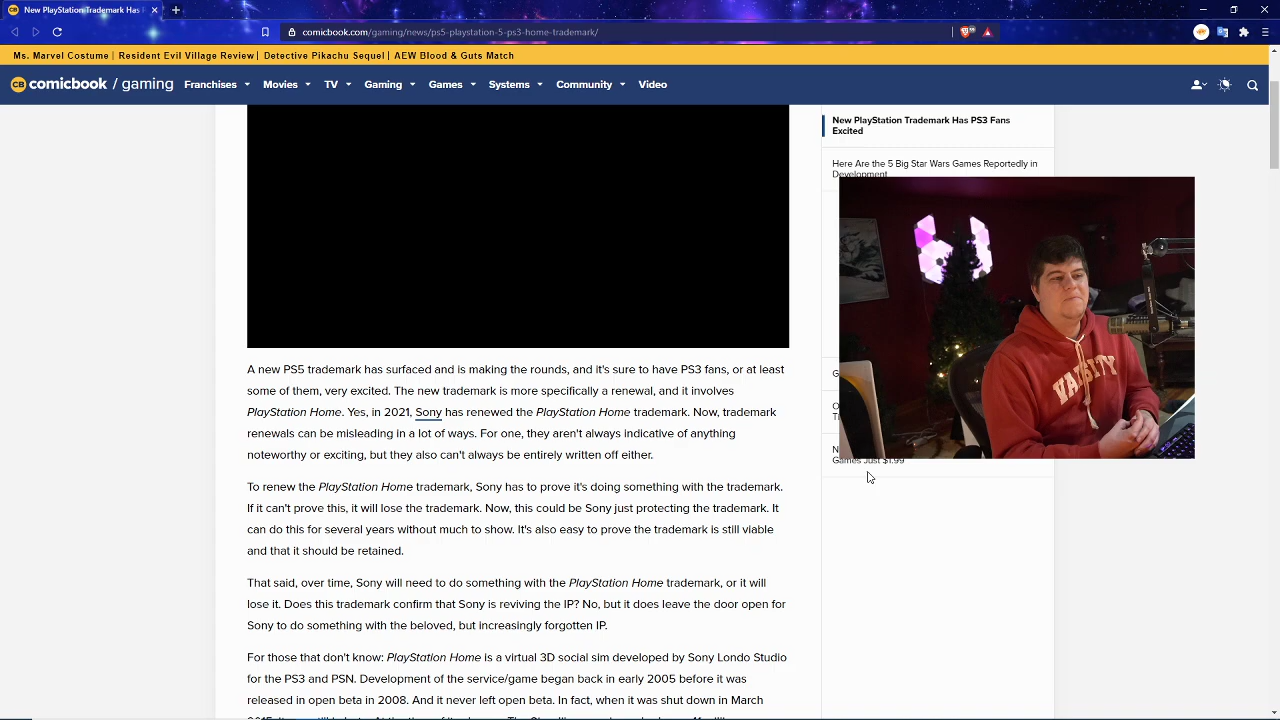 New PlayStation Trademark Has
comicbook.com/gaming/news/ps5-playstation-5-ps3-home-trademark/
Ms. Marvel Costume | Resident Evil Village Review | Detective Pikachu Sequel | AEW Blood & Guts Match
CB comicbook / gaming Franchises Movies TV Gaming Games Systems Community Video
New PlayStation Trademark Has PS3 Fans
Excited
Here Are the 5 Big Star Wars Games Reportedly in
Development
A new PS5 trademark has surfaced and is making the rounds, and it's sure to have PS3 fans, or at least
some of them, very excited. The new trademark is more specifically a renewal, and it involves
PlayStation Home. Yes, in 2021, Sony has renewed the PlayStation Home trademark. Now, trademark
renewals can be misleading in a lot of ways. For one, they aren't always indicative of anything
noteworthy or exciting, but they also can't always be entirely written off either.
To renew the PlayStation Home trademark, Sony has to prove it's doing something with the trademark.
If it can't prove this, it will lose the trademark. Now, this could be Sony just protecting the trademark. It
can do this for several years without much to show. It's also easy to prove the trademark is still viable
and that it should be retained.
That said, over time, Sony will need to do something with the PlayStation Home trademark, or it will
lose it. Does this trademark confirm that Sony is reviving the IP? No, but it does leave the door open for
Sony to do something with the beloved, but increasingly forgotten IP.
For those that don't know: PlayStation Home is a virtual 3D social sim developed by Sony Londo Studio
for the PS3 and PSN. Development of the service/game began back in early 2005 before it was
released in open beta in 2008. And it never left open beta. In fact, when it was shut down in March
Games Just $1.99
VARSITY